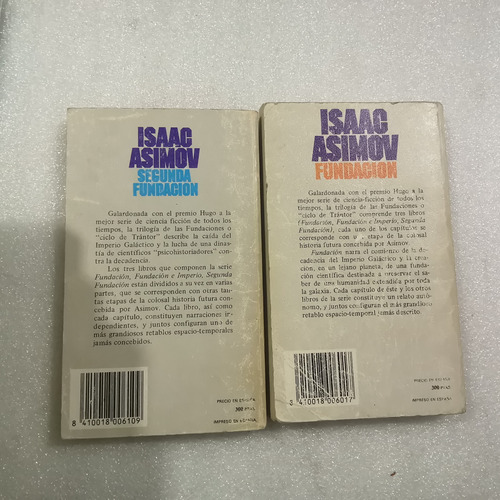 ISAAC
ASIMOV
SEGUNDA
FUNDACION
Galardonada con el premio Hugo a la
mejor serie de ciencia ficción de todos los
tiempos, la trilogía de las Fundaciones o
"ciclo de Trántor" describe la caída del
Imperio Galáctico y la lucha de una dinas-
tía de científicos "psicohistoriadores" con-
tra la decadencia.
Los tres libros que componen la serie
Fundación, Fundación e Imperio, Segunda
Fundación están divididos a su vez en varias
partes, que se corresponden con otras tan-
tas etapas de la colosal historia futura con-
cebida por Asimov. Cada libro, así como
cada capítulo, constituyen narraciones in-
dependientes, y juntos configuran uno de
más grandiosos retablos espacio-temporales
jamás concebidos.
PRECIO EN ESPAÑA
300 PTAS.
IMPRESO EN ESPAÑA
8 410018 006109
ISAAC
ASIMOV
FUNDACION
Galardonada con el premio Hugo a la
mejor serie de ciencia-ficción de todos los
tiempos, la trilogía de las Fundaciones o
"ciclo de Trántor" comprende tres libros
(Fundación, Fundación e Imperio, Segunda
Fundación), cada uno de los capítulos se
corresponde con una etapa de la colosal
historia futura concebida por Asimov.
Fundación narra el comienzo de la de-
cadencia del Imperio Galáctico y la crea-
ción, en un lejano planeta, de una funda-
ción científica destinada a preservar el sa-
ber de una humanidad extendida por toda
la galaxia. Cada capítulo de éste y los otros
libros de la serie constituye un relato autó-
nomo, y juntos configuran el más grandioso
retablo espacio-temporal jamás descrito.
PRECIO EN ESPAÑA
300 PTAS.
IMPRESO EN ESPAÑA
8 410018 006017